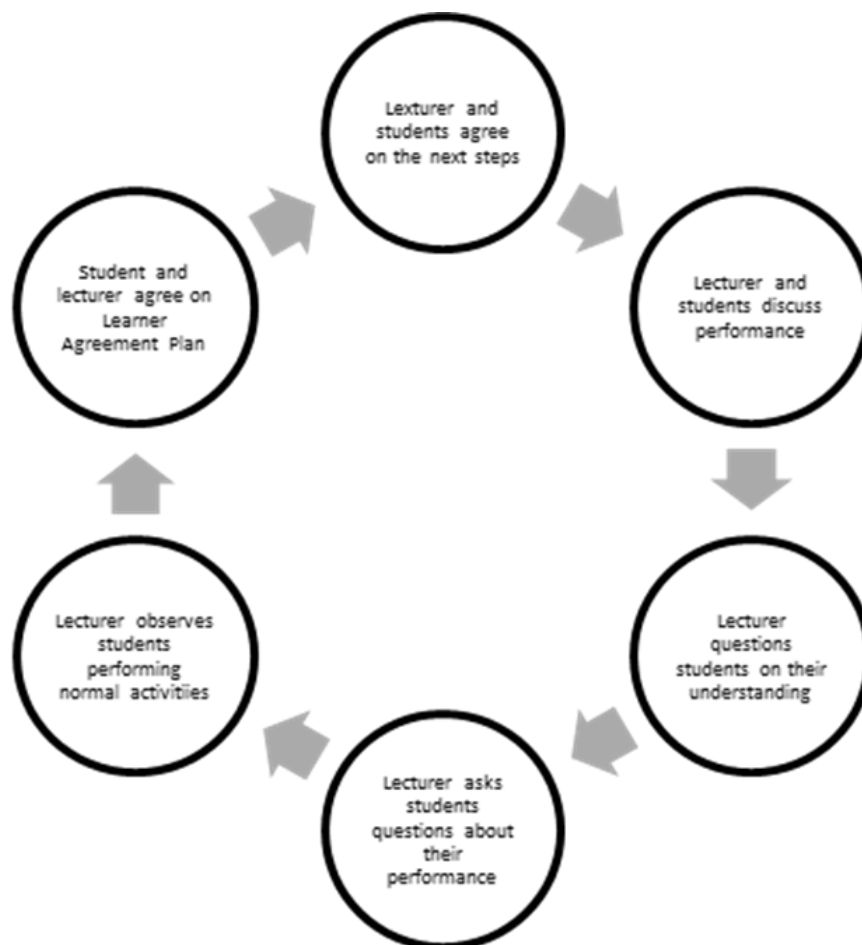 Lexturer and
students agree
on the next steps
Lecturer and
students discuss
performance
Lecturer
questions
students on their
understanding
Lecturer asks
students
questions about
their
performance
Lecturer observes
students
performing
normal activitiies
Student and
lecturer agree on
Learner
Agreement Plan